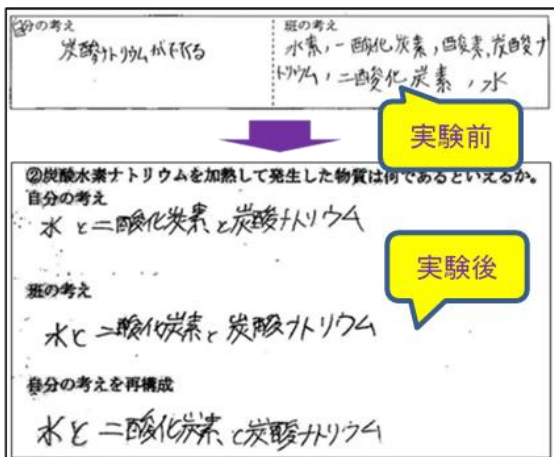 自分の考え
炭酸ナトリウムができる
班の考え
水素,一酸化炭素,酸素,炭酸ナ
トリウム,二酸化炭素,水
実験前
②炭酸水素ナトリウムを加熱して発生した物質は何であるといえるか。
自分の考え
水と二酸化炭素と炭酸ナトリウム
実験後
班の考え
水と二酸化炭素と炭酸ナトリウム
自分の考えを再構成
水と二酸化炭素と炭酸ナトリウム